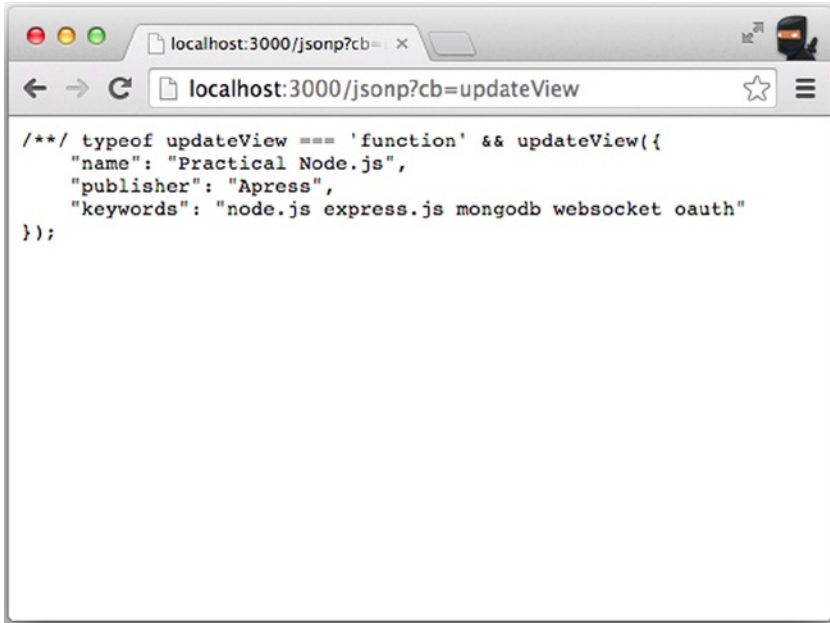 localhost:3000/jsonp?cb=
localhost:3000/jsonp?cb=updateView
/**/ typeof updateView === 'function' && updateView({
    "name": "Practical Node.js",
    "publisher": "Apress",
    "keywords": "node.js express.js mongodb websocket oauth"
});